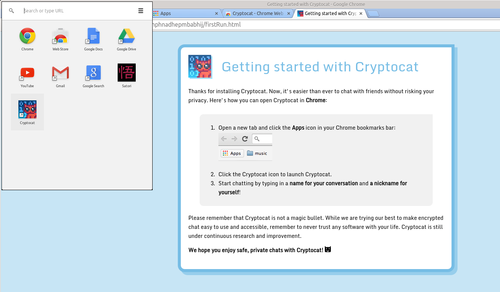 Getting started with Cryptocat - Google Chrome
Apps
Cryptocat - Chrome Web
Getting started with Cry
phnadhepmbabhij/firstRun.html
Search or type URL
Chrome
Web Store
Google Docs
Google Drive
YouTube
Gmail
Google Search
悟
Satori
Cryptocat
Getting started with Cryptocat
Thanks for installing Cryptocat. Now, it's easier than ever to chat with friends without risking your
privacy. Here's how you can open Cryptocat in Chrome:
1. Open a new tab and click the Apps icon in your Chrome bookmarks bar:
Apps
music
2. Click the Cryptocat icon to launch Cryptocat.
3. Start chatting by typing in a name for your conversation and a nickname for
yourself!
Please remember that Cryptocat is not a magic bullet. While we are trying our best to make encrypted
chat easy to use and accessible, remember to never trust any software with your life. Cryptocat is still
under continuous research and improvement.
We hope you enjoy safe, private chats with Cryptocat!